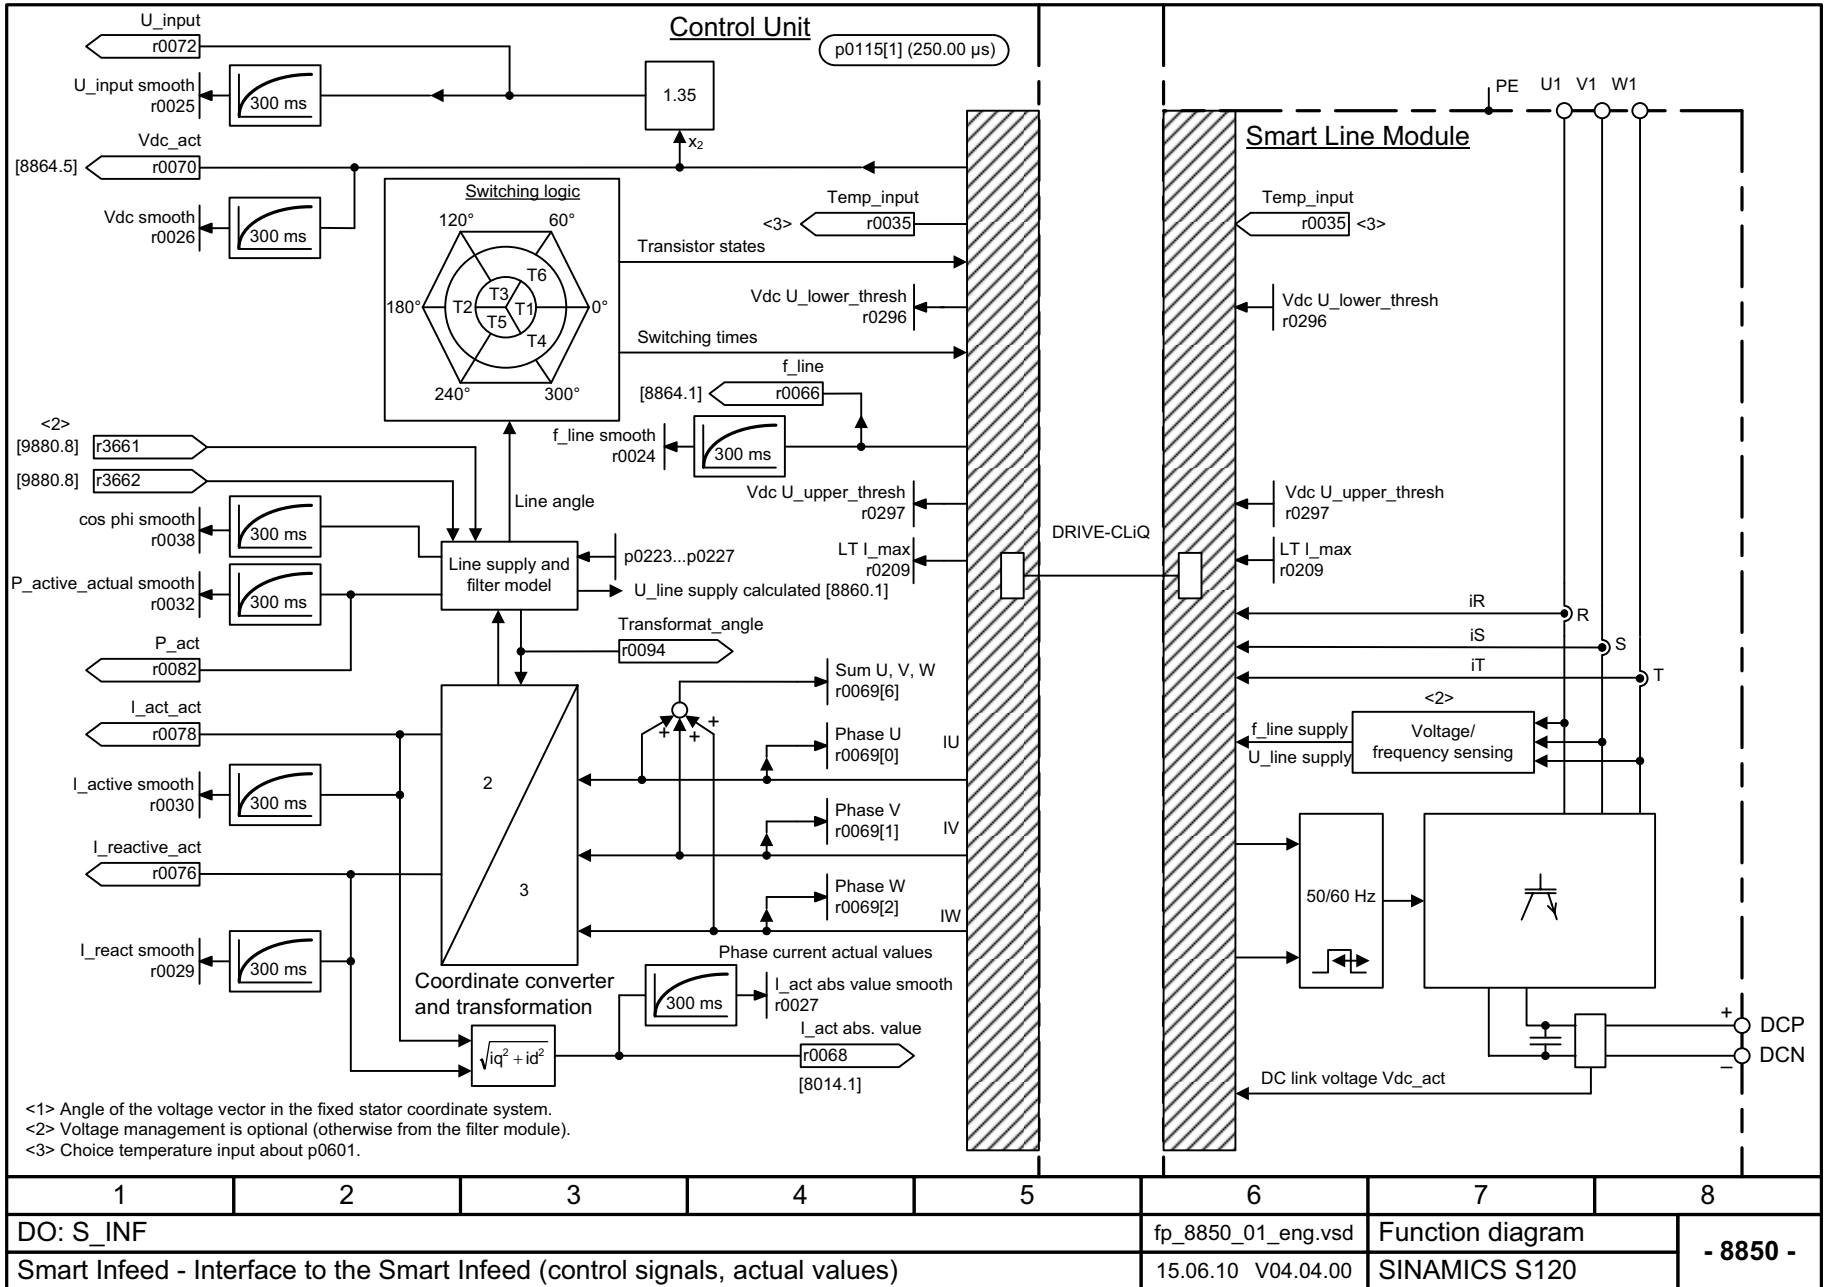 Control Unit
p0115[1] (250.00 µs)
U_input
r0072
U_input smooth
r0025
300 ms
1.35
x2
Vdc_act
[8864.5]
r0070
Vdc smooth
r0026
300 ms
Switching logic
120°
60°
180°
0°
240°
300°
T6
T3
T2
T1
T5
T4
Transistor states
Switching times
Temp_input
<3>
r0035
Vdc U_lower_thresh
r0296
f_line
[8864.1]
r0066
f_line smooth
r0024
300 ms
Vdc U_upper_thresh
r0297
LT I_max
r0209
<2>
[9880.8]
r3661
[9880.8]
r3662
Line angle
cos phi smooth
r0038
300 ms
Line supply and
filter model
p0223...p0227
U_line supply calculated [8860.1]
P_active_actual smooth
r0032
300 ms
P_act
r0082
Transformat_angle
r0094
I_act_act
r0078
I_active smooth
r0030
300 ms
I_reactive_act
r0076
I_react smooth
r0029
300 ms
2
3
Coordinate converter
and transformation
Sum U, V, W
r0069[6]
+
+
+
Phase U
r0069[0]
IU
Phase V
r0069[1]
IV
Phase W
r0069[2]
IW
Phase current actual values
300 ms
I_act abs value smooth
r0027
√iq² + id²
I_act abs. value
r0068
[8014.1]
DRIVE-CLiQ
PE
U1
V1
W1
Smart Line Module
Temp_input
r0035
<3>
Vdc U_lower_thresh
r0296
Vdc U_upper_thresh
r0297
LT I_max
r0209
iR
R
iS
S
iT
T
<2>
f_line supply
U_line supply
Voltage/
frequency sensing
50/60 Hz
+
DCP
–
DCN
DC link voltage Vdc_act
<1> Angle of the voltage vector in the fixed stator coordinate system.
<2> Voltage management is optional (otherwise from the filter module).
<3> Choice temperature input about p0601.
1
2
3
4
5
6
7
8
DO: S_INF
fp_8850_01_eng.vsd
Function diagram
- 8850 -
Smart Infeed - Interface to the Smart Infeed (control signals, actual values)
15.06.10 V04.04.00
SINAMICS S120